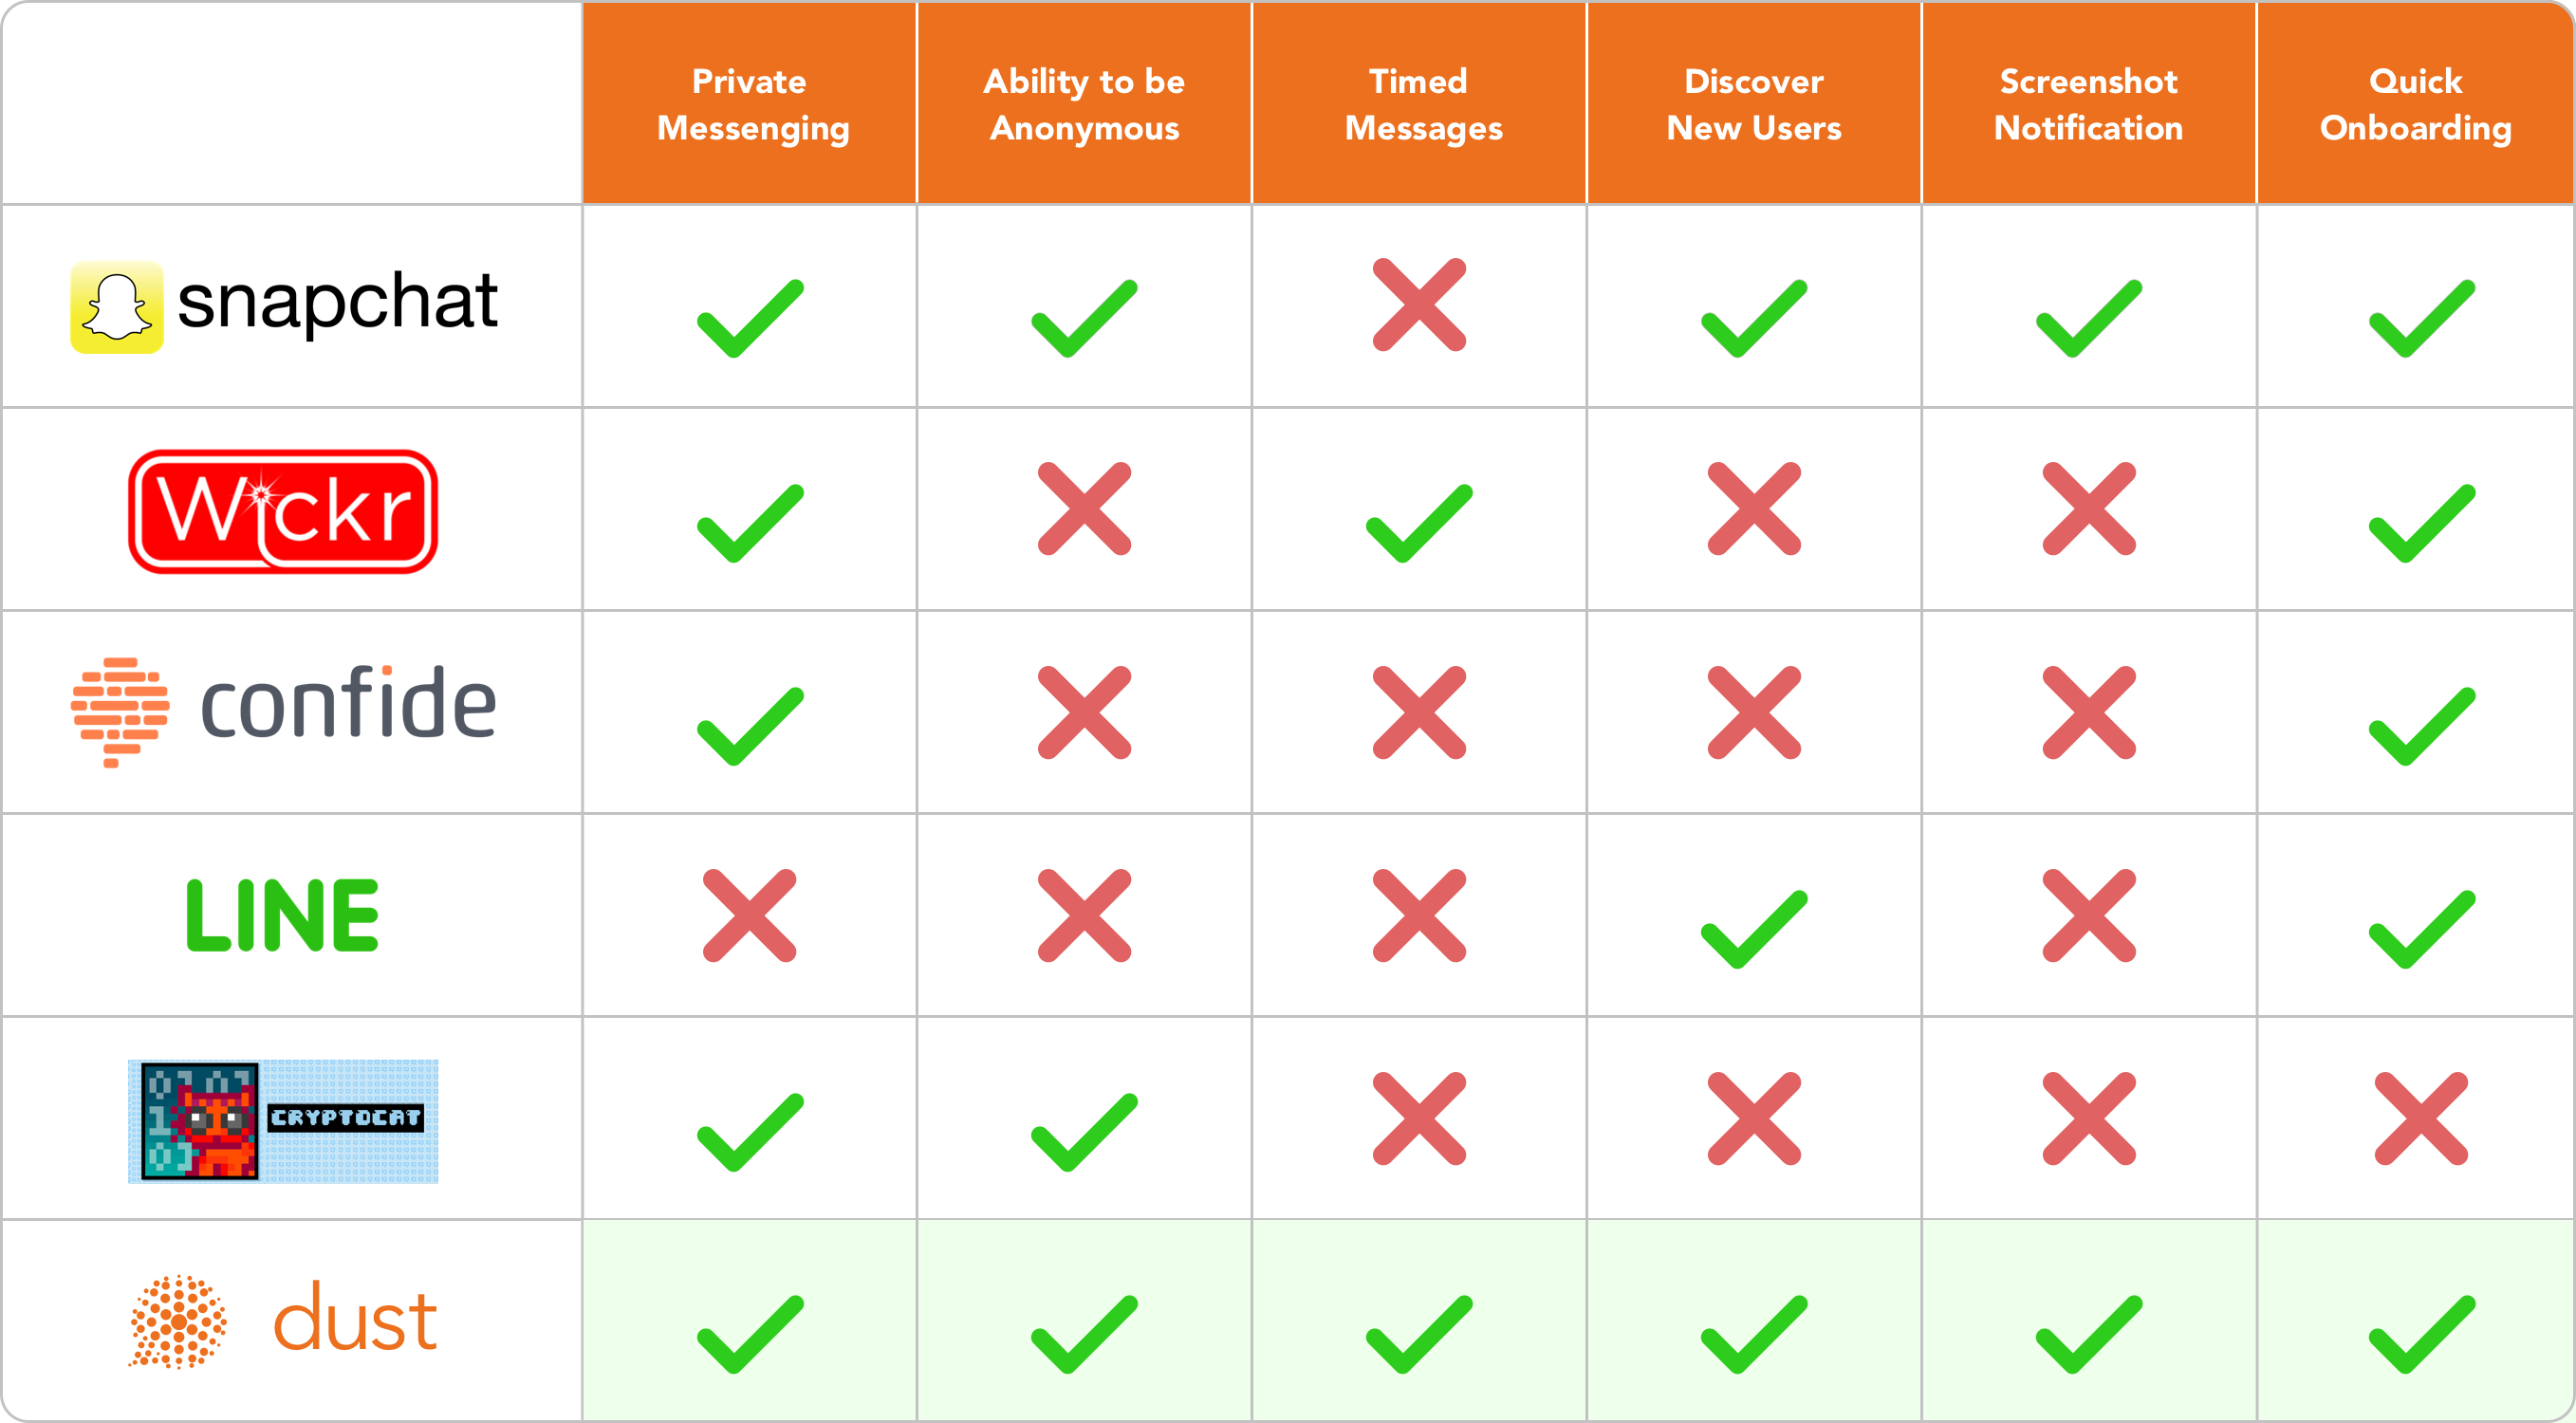 Private
Messenging
Ability to be
Anonymous
Timed
Messages
Discover
New Users
Screenshot
Notification
Quick
Onboarding
snapchat
Wickr
confide
LINE
CRYPTOCAT
dust